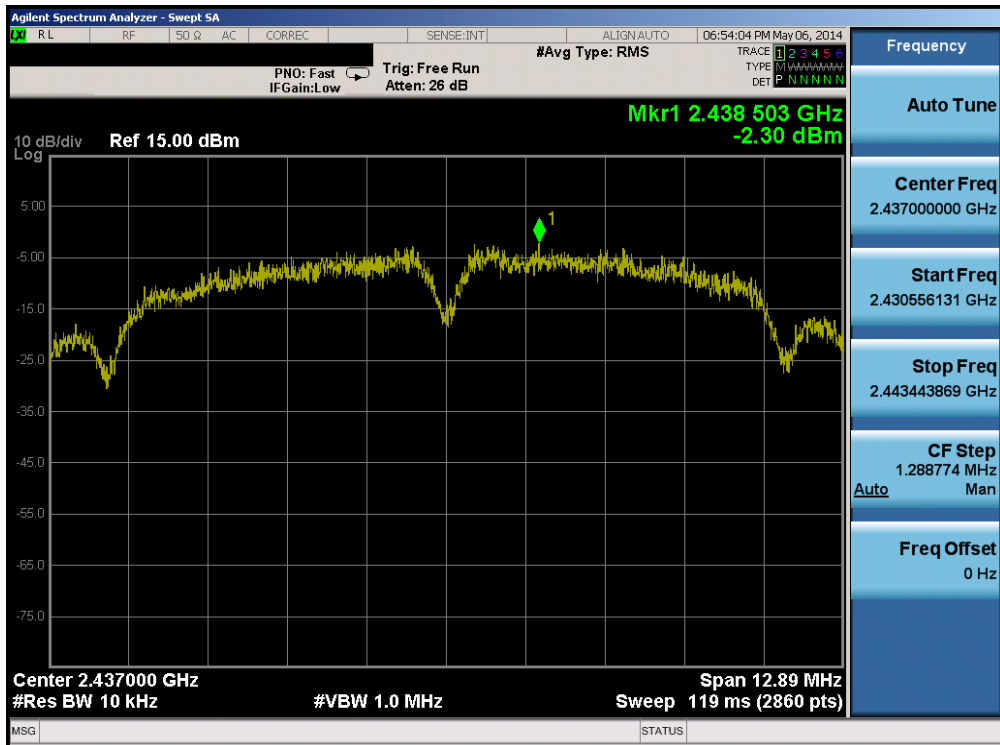 Agilent Spectrum Analyzer - Swept SA
LXI RL RF 50 Ω AC CORREC SENSE:INT ALIGN AUTO 06:54:04 PM May 06, 2014
#Avg Type: RMS TRACE 1 2 3 4 5 6
PNO: Fast Trig: Free Run TYPE M WWWWW
IFGain:Low Atten: 26 dB DET P N N N N N
Mkr1 2.438 503 GHz
10 dB/div Ref 15.00 dBm -2.30 dBm
Log
1
5.00
-5.00
-15.0
-25.0
-35.0
-45.0
-55.0
-65.0
-75.0
Center 2.437000 GHz Span 12.89 MHz
#Res BW 10 kHz #VBW 1.0 MHz Sweep 119 ms (2860 pts)
MSG STATUS
Frequency
Auto Tune
Center Freq
2.437000000 GHz
Start Freq
2.430556131 GHz
Stop Freq
2.443443869 GHz
CF Step
1.288774 MHz
Auto Man
Freq Offset
0 Hz